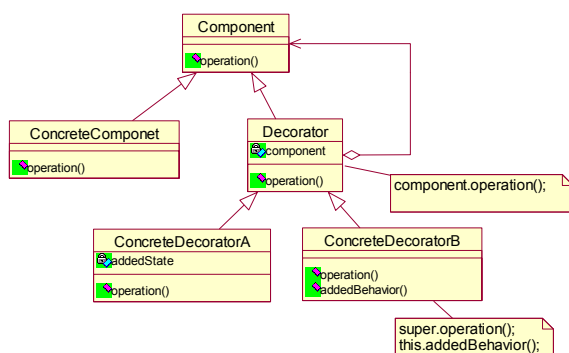 Component
operation()
ConcreteComponet
operation()
Decorator
component
operation()
component.operation();
ConcreteDecoratorA
addedState
operation()
ConcreteDecoratorB
operation()
addedBehavior()
super.operation();
this.addedBehavior();